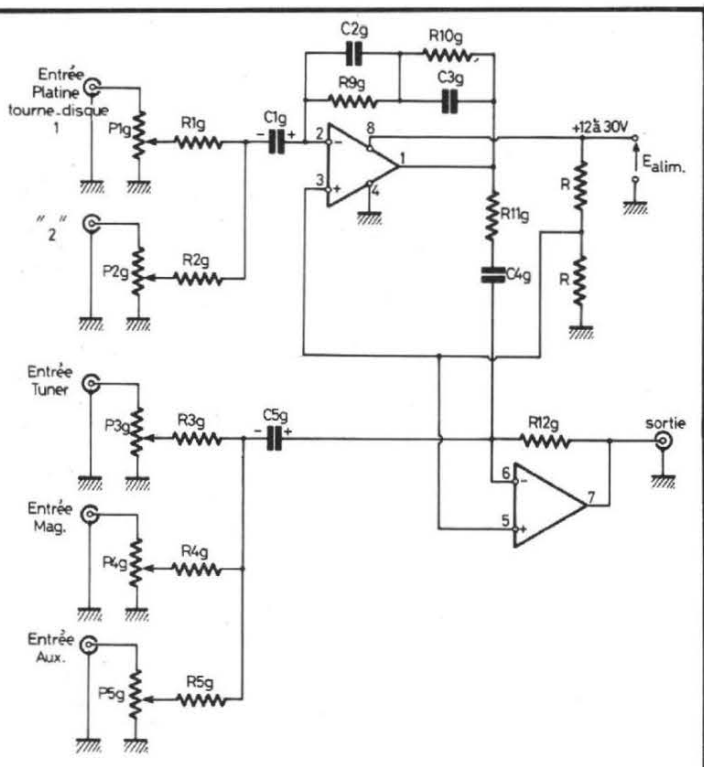 C2g
R10g
R9g
C3g
Entrée
Platine
tourne-disque
1
P1g
R1g
C1g
- +
2 -
8
1
3 +
4
+12 à 30V
Ealim.
R
R
R11g
C4g
" "
2
P2g
R2g
Entrée
Tuner
P3g
R3g
C5g
- +
R12g
sortie
6 -
7
5 +
Entrée
Mag.
P4g
R4g
Entrée
Aux.
P5g
R5g